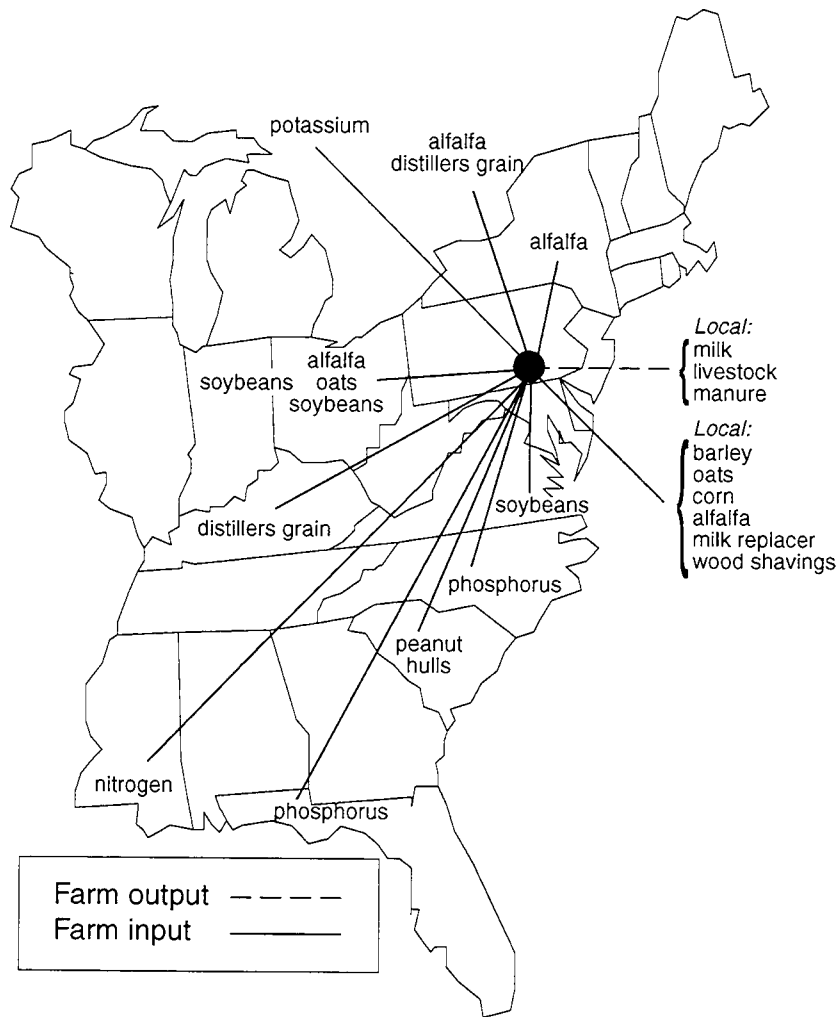 potassium
alfalfa
distillers grain
alfalfa
Local:
milk
livestock
manure
soybeans
alfalfa
oats
soybeans
Local:
barley
oats
corn
alfalfa
milk replacer
wood shavings
distillers grain
soybeans
phosphorus
peanut
hulls
nitrogen
phosphorus
Farm output
Farm input